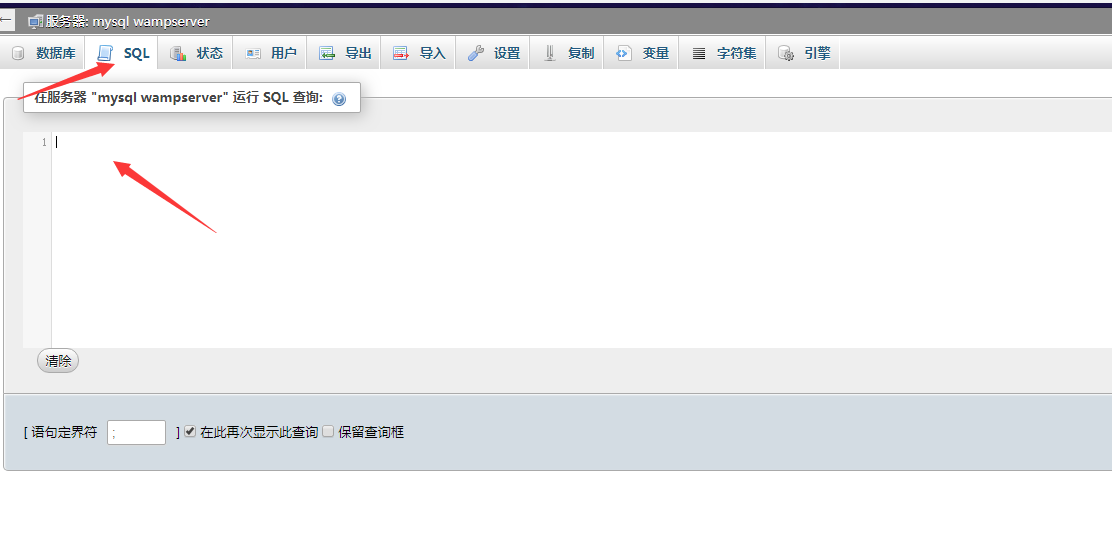 服务器: mysql wampserver
数据库 SQL 状态 用户 导出 导入 设置 复制 变量 字符集 引擎
在服务器 "mysql wampserver" 运行 SQL 查询:
1
清除
[ 语句定界符 ; ] 在此再次显示此查询 保留查询框